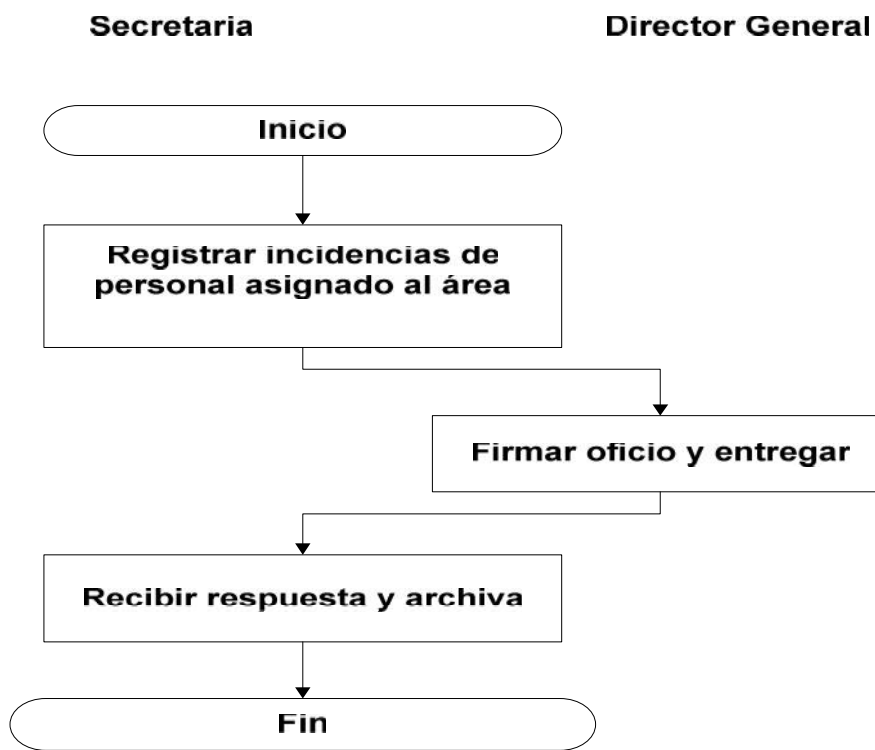 Secretaria
Director General
Inicio
Registrar incidencias de
personal asignado al área
Firmar oficio y entregar
Recibir respuesta y archiva
Fin